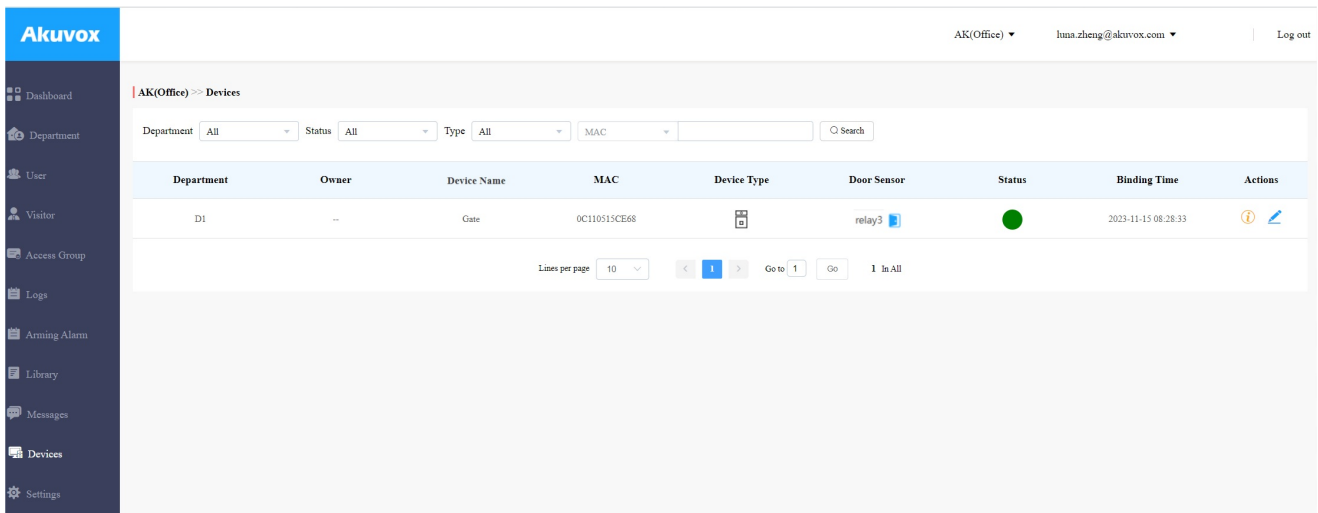 Akuvox
AK(Office)
luna.zheng@akuvox.com
Log out
Dashboard
Department
User
Visitor
Access Group
Logs
Arming Alarm
Library
Messages
Devices
Settings
AK(Office) >> Devices
Department All Status All Type All MAC Search
Department Owner Device Name MAC Device Type Door Sensor Status Binding Time Actions
D1 -- Gate 0C110515CE68 relay3 2023-11-15 08:28:33
Lines per page 10 < 1 > Go to 1 Go 1 In All